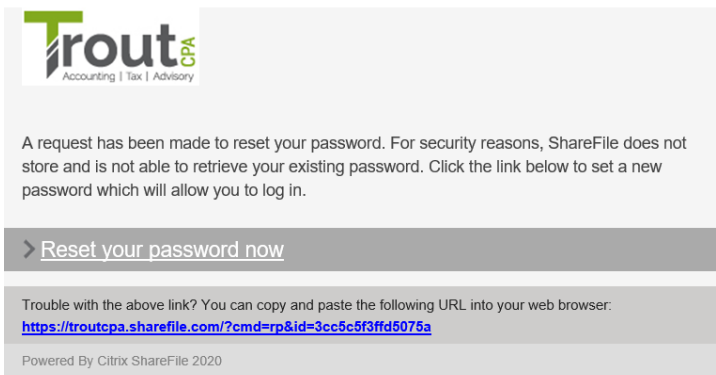 Trout CPA
Accounting | Tax | Advisory
A request has been made to reset your password. For security reasons, ShareFile does not
store and is not able to retrieve your existing password. Click the link below to set a new
password which will allow you to log in.
Reset your password now
Trouble with the above link? You can copy and paste the following URL into your web browser:
https://troutcpa.sharefile.com/?cmd=rp&id=3cc5c5f3ffd5075a
Powered By Citrix ShareFile 2020